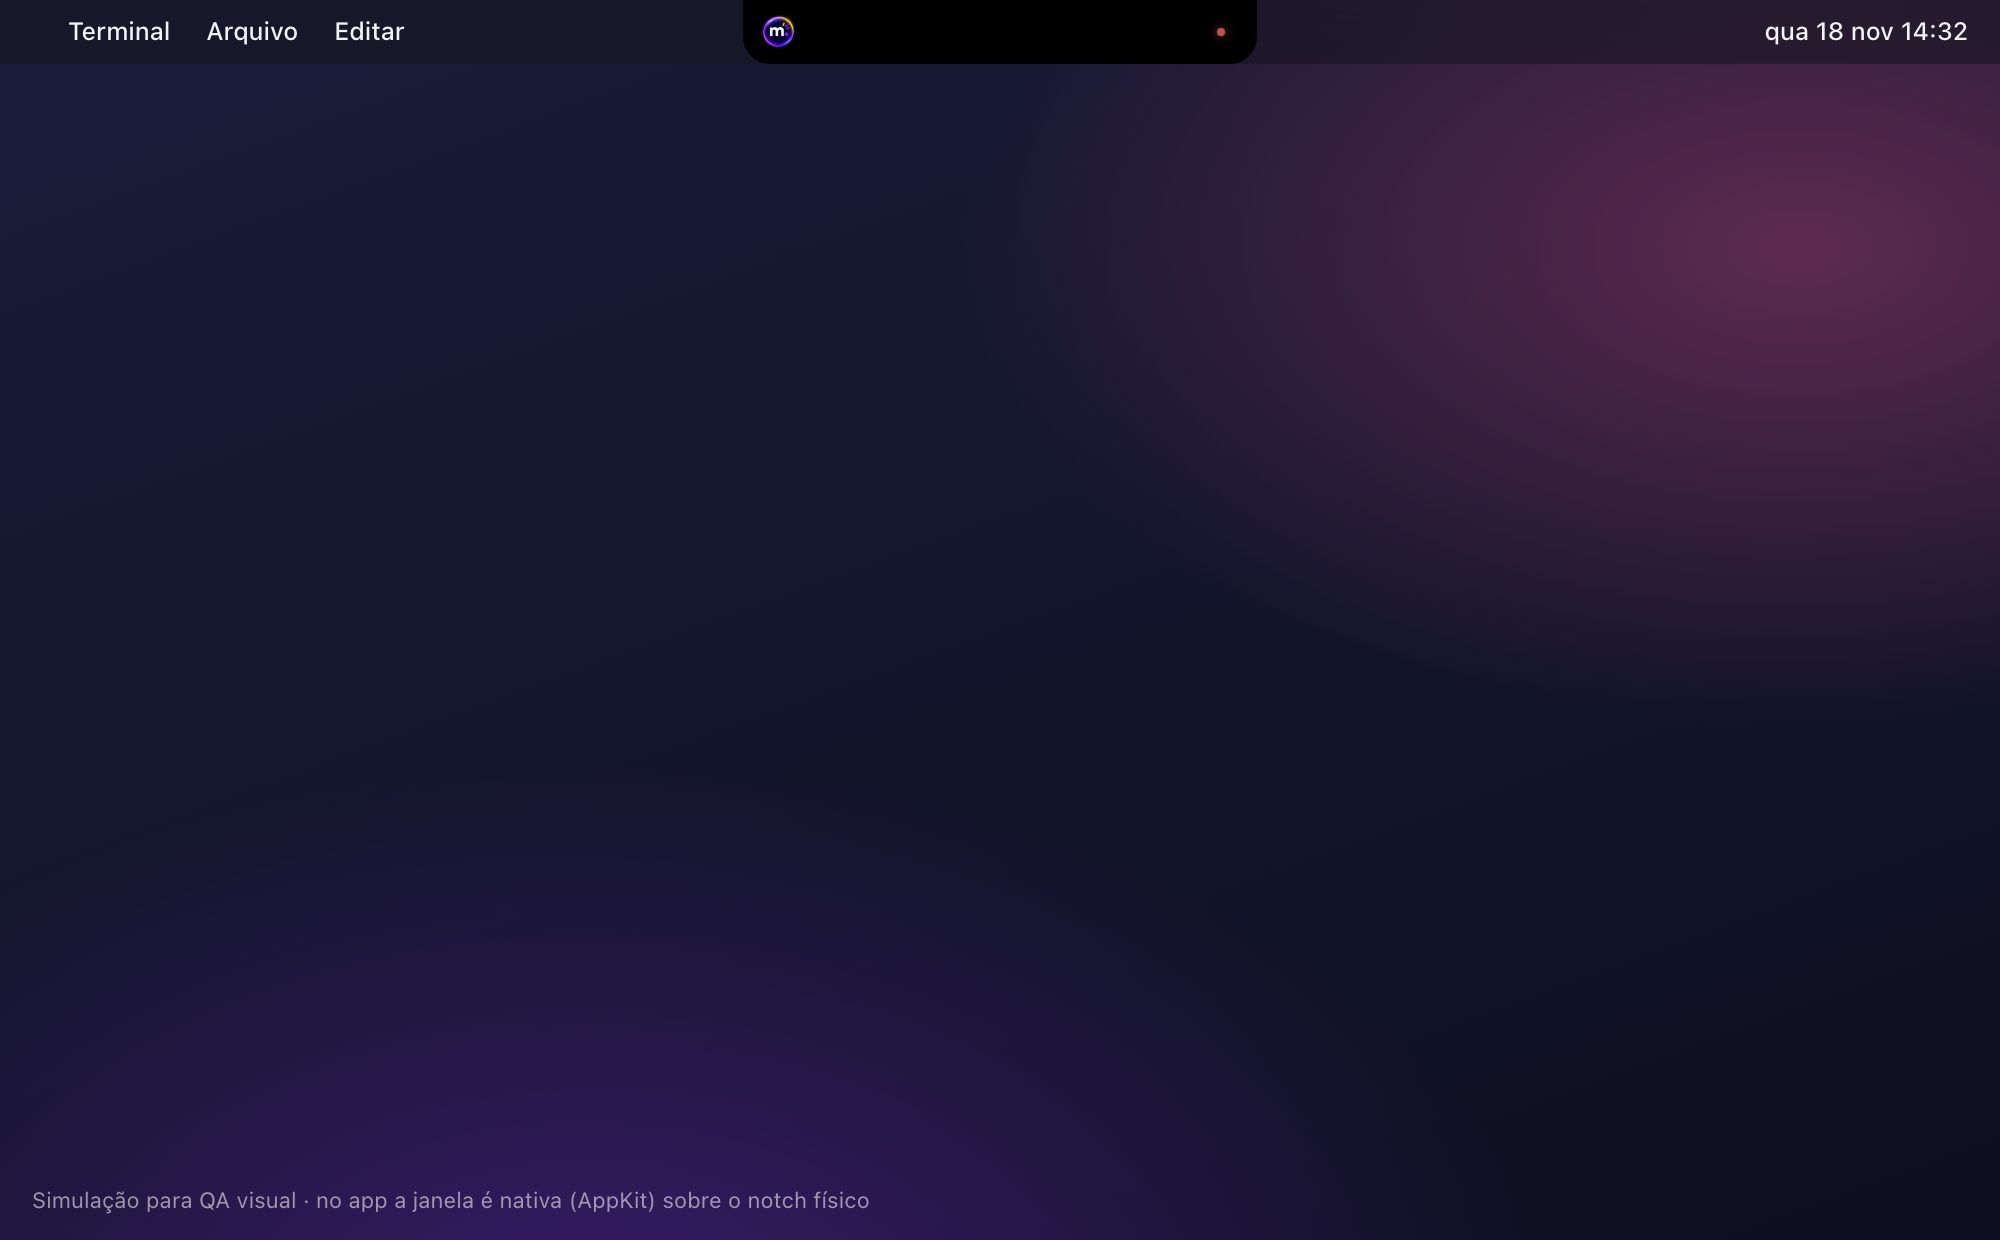 Terminal Arquivo Editar
m
qua 18 nov 14:32
Simulação para QA visual · no app a janela é nativa (AppKit) sobre o notch físico